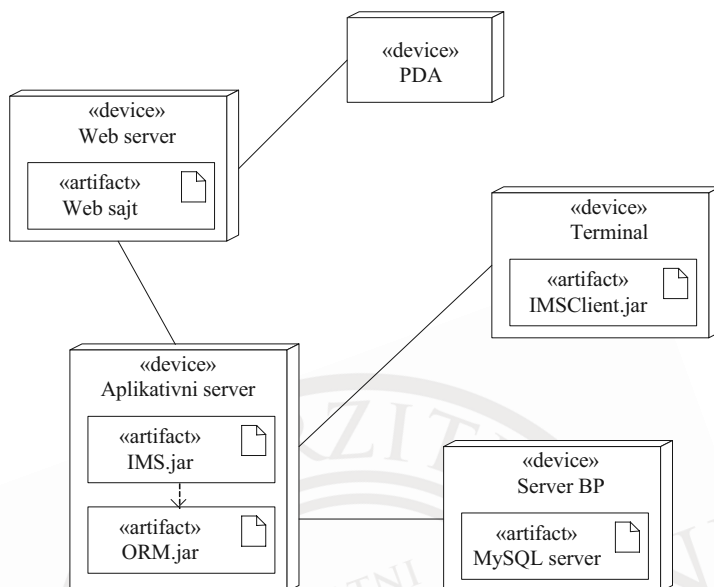 «device»
PDA
«device»
Web server
«artifact»
Web sajt
«device»
Terminal
«artifact»
IMSClient.jar
«device»
Aplikativni server
«artifact»
IMS.jar
«artifact»
ORM.jar
«device»
Server BP
«artifact»
MySQL server